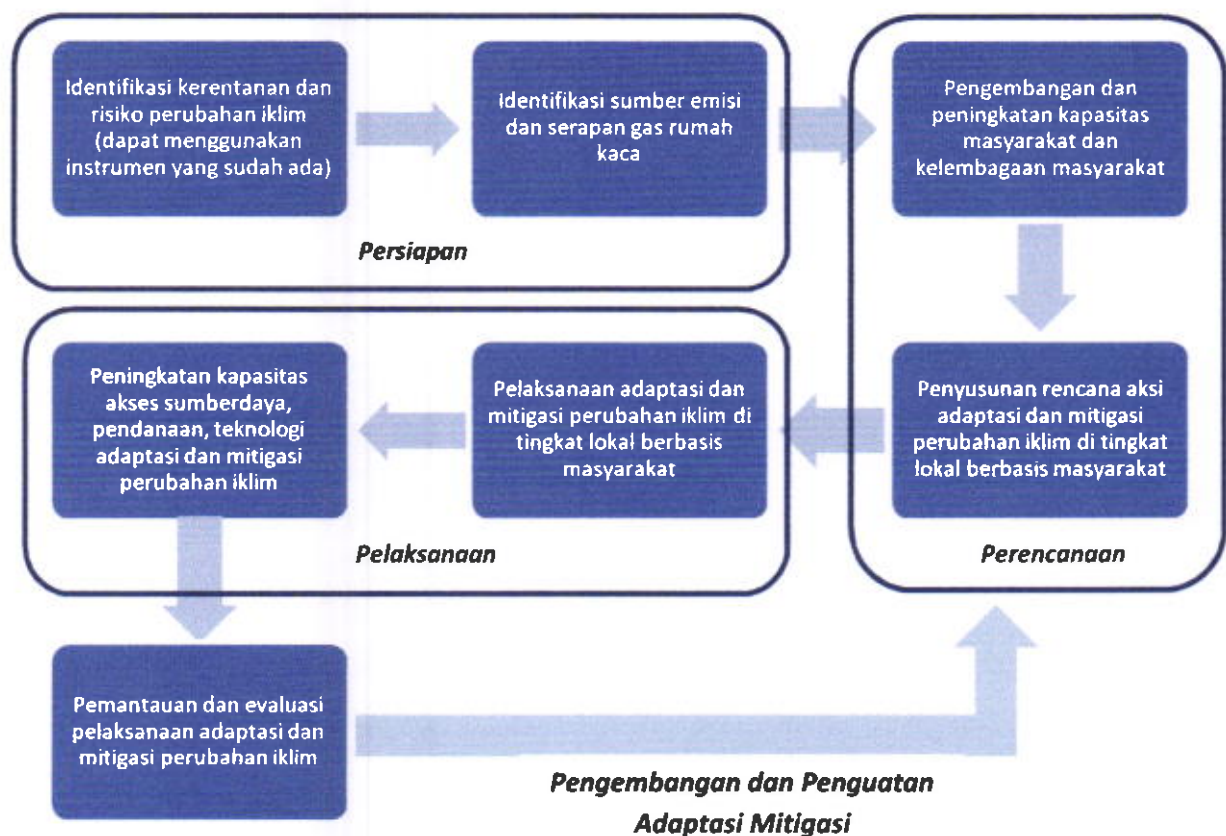 Identifikasi kerentanan dan
risiko perubahan iklim
(dapat menggunakan
instrumen yang sudah ada)
Identifikasi sumber emisi
dan serapan gas rumah
kaca
Persiapan
Pengembangan dan
peningkatan kapasitas
masyarakat dan
kelembagaan masyarakat
Penyusunan rencana aksi
adaptasi dan mitigasi
perubahan iklim di tingkat
lokal berbasis masyarakat
Perencanaan
Pelaksanaan adaptasi dan
mitigasi perubahan iklim di
tingkat lokal berbasis
masyarakat
Peningkatan kapasitas
akses sumberdaya,
pendanaan, teknologi
adaptasi dan mitigasi
perubahan iklim
Pelaksanaan
Pemantauan dan evaluasi
pelaksanaan adaptasi dan
mitigasi perubahan iklim
Pengembangan dan Penguatan
Adaptasi Mitigasi